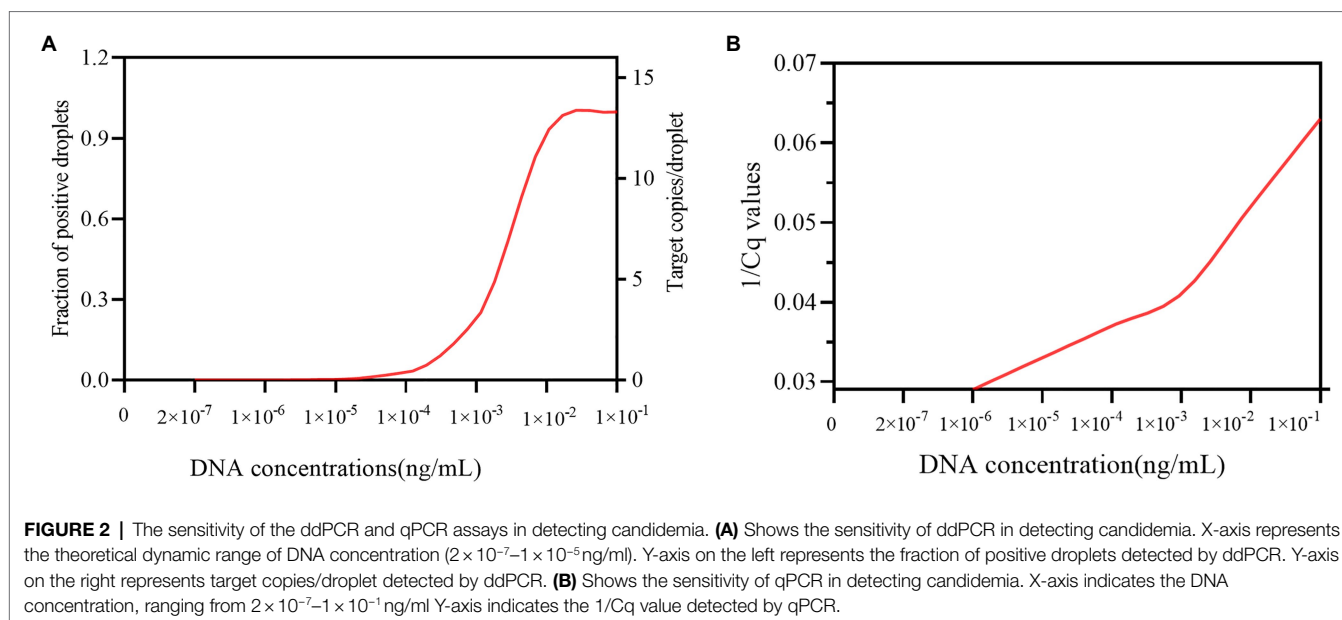 A
1.2
0.9
0.6
0.3
0.0
Fraction of positive droplets
15
10
5
0
Target copies/droplet
0 2×10⁻⁷ 1×10⁻⁶ 1×10⁻⁵ 1×10⁻⁴ 1×10⁻³ 1×10⁻² 1×10⁻¹
DNA concentrations(ng/mL)
B
0.07
0.06
0.05
0.04
0.03
1/Cq values
0 2×10⁻⁷ 1×10⁻⁶ 1×10⁻⁵ 1×10⁻⁴ 1×10⁻³ 1×10⁻² 1×10⁻¹
DNA concentration(ng/mL)
FIGURE 2 | The sensitivity of the ddPCR and qPCR assays in detecting candidemia. (A) Shows the sensitivity of ddPCR in detecting candidemia. X-axis represents
the theoretical dynamic range of DNA concentration (2 × 10⁻⁷–1 × 10⁻⁵ ng/ml). Y-axis on the left represents the fraction of positive droplets detected by ddPCR. Y-axis
on the right represents target copies/droplet detected by ddPCR. (B) Shows the sensitivity of qPCR in detecting candidemia. X-axis indicates the DNA
concentration, ranging from 2 × 10⁻⁷–1 × 10⁻¹ ng/ml Y-axis indicates the 1/Cq value detected by qPCR.